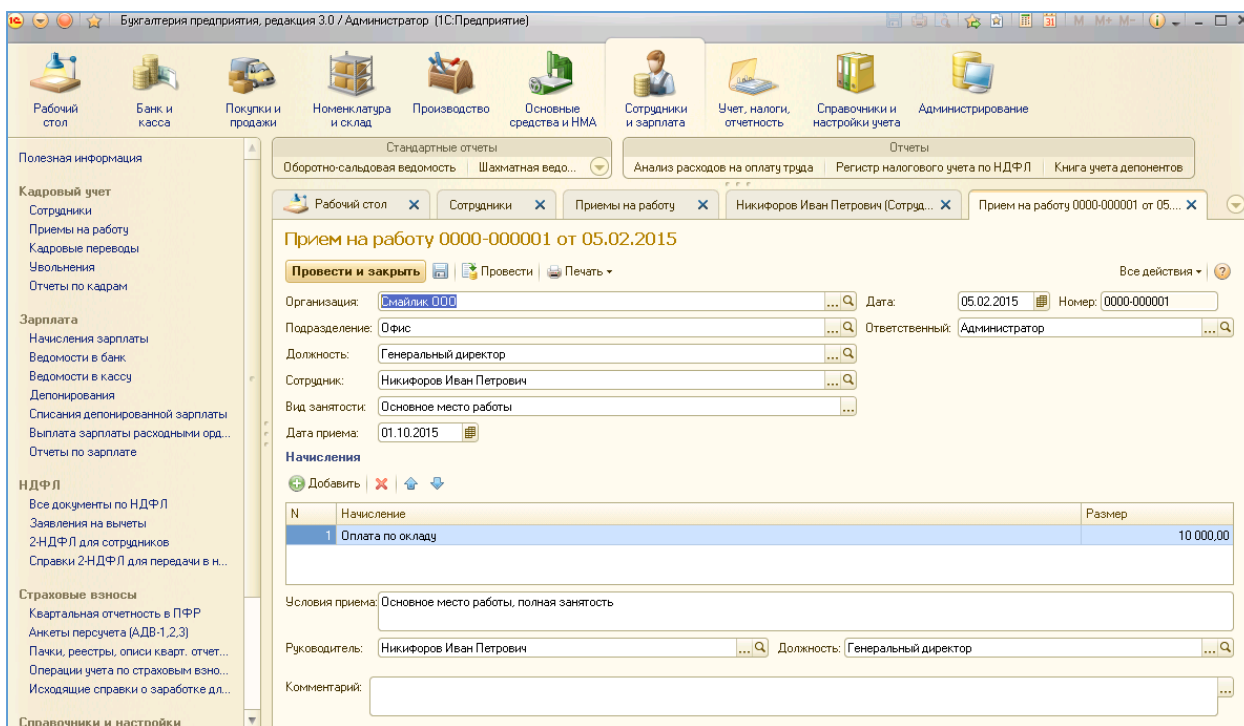 Бухгалтерия предприятия, редакция 3.0 / Администратор (1С:Предприятие)
M M+ M-
Рабочий стол
Банк и касса
Покупки и продажи
Номенклатура и склад
Производство
Основные средства и НМА
Сотрудники и зарплата
Учет, налоги, отчетность
Справочники и настройки учета
Администрирование
Полезная информация
Кадровый учет
Сотрудники
Приемы на работу
Кадровые переводы
Увольнения
Отчеты по кадрам
Зарплата
Начисления зарплаты
Ведомости в банк
Ведомости в кассу
Депонирования
Списания депонированной зарплаты
Выплата зарплаты расходными орд...
Отчеты по зарплате
НДФЛ
Все документы по НДФЛ
Заявления на вычеты
2-НДФЛ для сотрудников
Справки 2-НДФЛ для передачи в н...
Страховые взносы
Квартальная отчетность в ПФР
Анкеты персучета (АДВ-1,2,3)
Пачки, реестры, описи кварт. отчет...
Операции учета по страховым взно...
Исходящие справки о заработке дл...
Справочники и настройки
Стандартные отчеты
Оборотно-сальдовая ведомость Шахматная ведо...
Отчеты
Анализ расходов на оплату труда Регистр налогового учета по НДФЛ Книга учета депонентов
Рабочий стол Сотрудники Приемы на работу Никифоров Иван Петрович (Сотруд... Прием на работу 0000-000001 от 05....
Прием на работу 0000-000001 от 05.02.2015
Провести и закрыть Провести Печать Все действия
Организация: Смайлик ООО Дата: 05.02.2015 Номер: 0000-000001
Подразделение: Офис Ответственный: Администратор
Должность: Генеральный директор
Сотрудник: Никифоров Иван Петрович
Вид занятости: Основное место работы
Дата приема: 01.10.2015
Начисления
Добавить
N Начисление Размер
1 Оплата по окладу 10 000,00
Условия приема: Основное место работы, полная занятость
Руководитель: Никифоров Иван Петрович Должность: Генеральный директор
Комментарий: